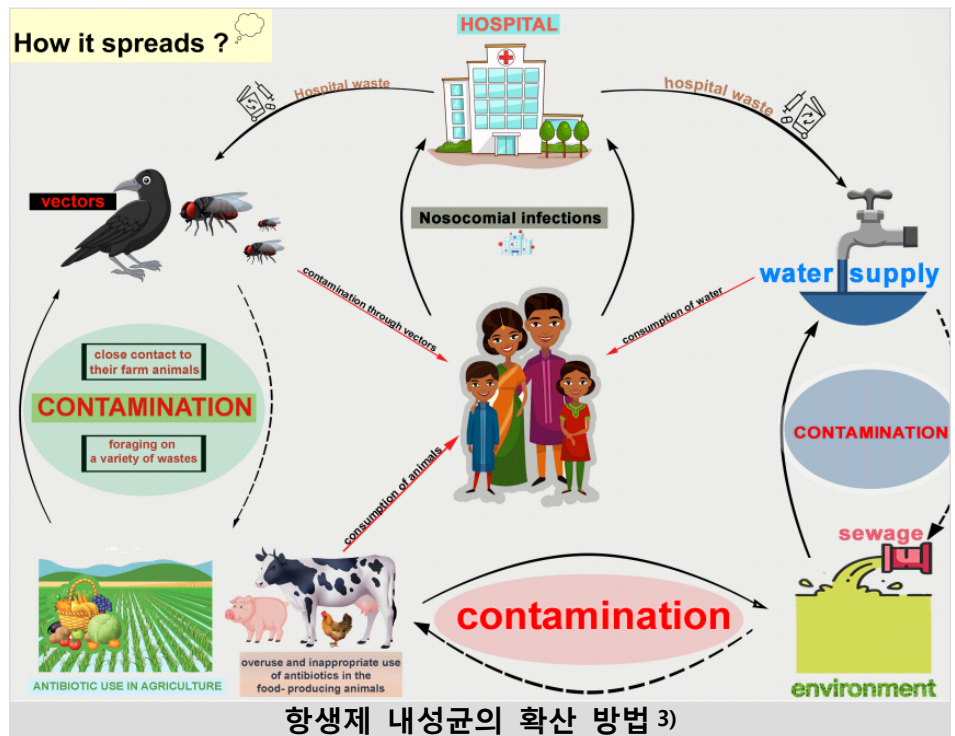 How it spreads ?
HOSPITAL
Hospital waste
hospital waste
vectors
Nosocomial infections
water supply
contamination through vectors
consumption of water
close contact to
their farm animals
CONTAMINATION
foraging on
a variety of wastes
CONTAMINATION
consumption of animals
sewage
contamination
ANTIBIOTIC USE IN AGRICULTURE
overuse and inappropriate use
of antibiotics in the
food- producing animals
environment
항생제 내성균의 확산 방법 3)